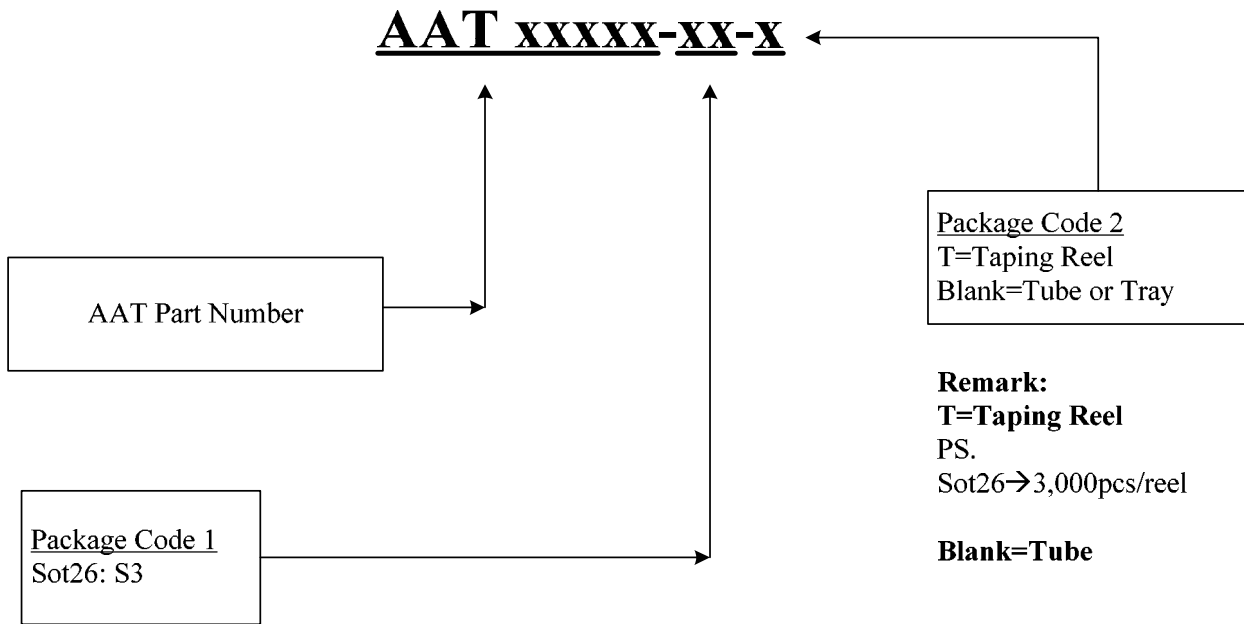 AAT xxxxx-xx-x
Package Code 2
T=Taping Reel
Blank=Tube or Tray
AAT Part Number
Remark:
T=Taping Reel
PS.
Sot26→3,000pcs/reel
Package Code 1
Sot26: S3
Blank=Tube